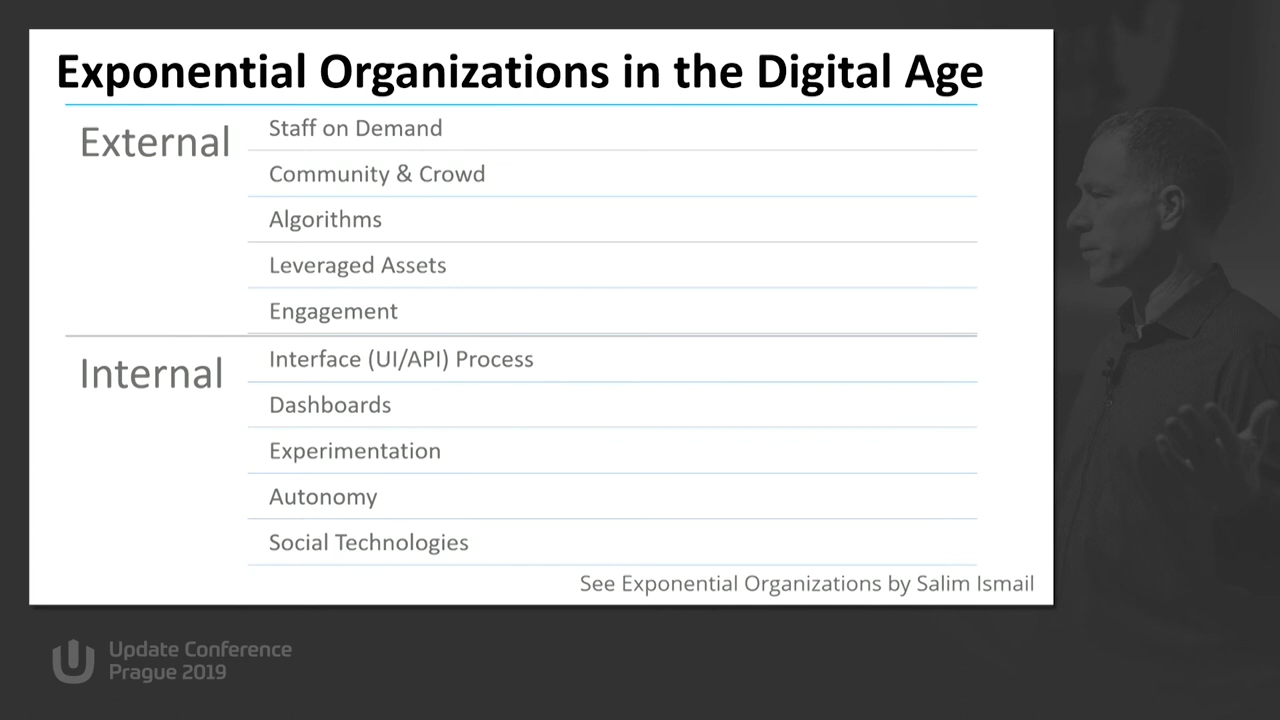 Exponential Organizations in the Digital Age
External
Staff on Demand
Community & Crowd
Algorithms
Leveraged Assets
Engagement
Internal
Interface (UI/API) Process
Dashboards
Experimentation
Autonomy
Social Technologies
See Exponential Organizations by Salim Ismail
Update Conference
Prague 2019